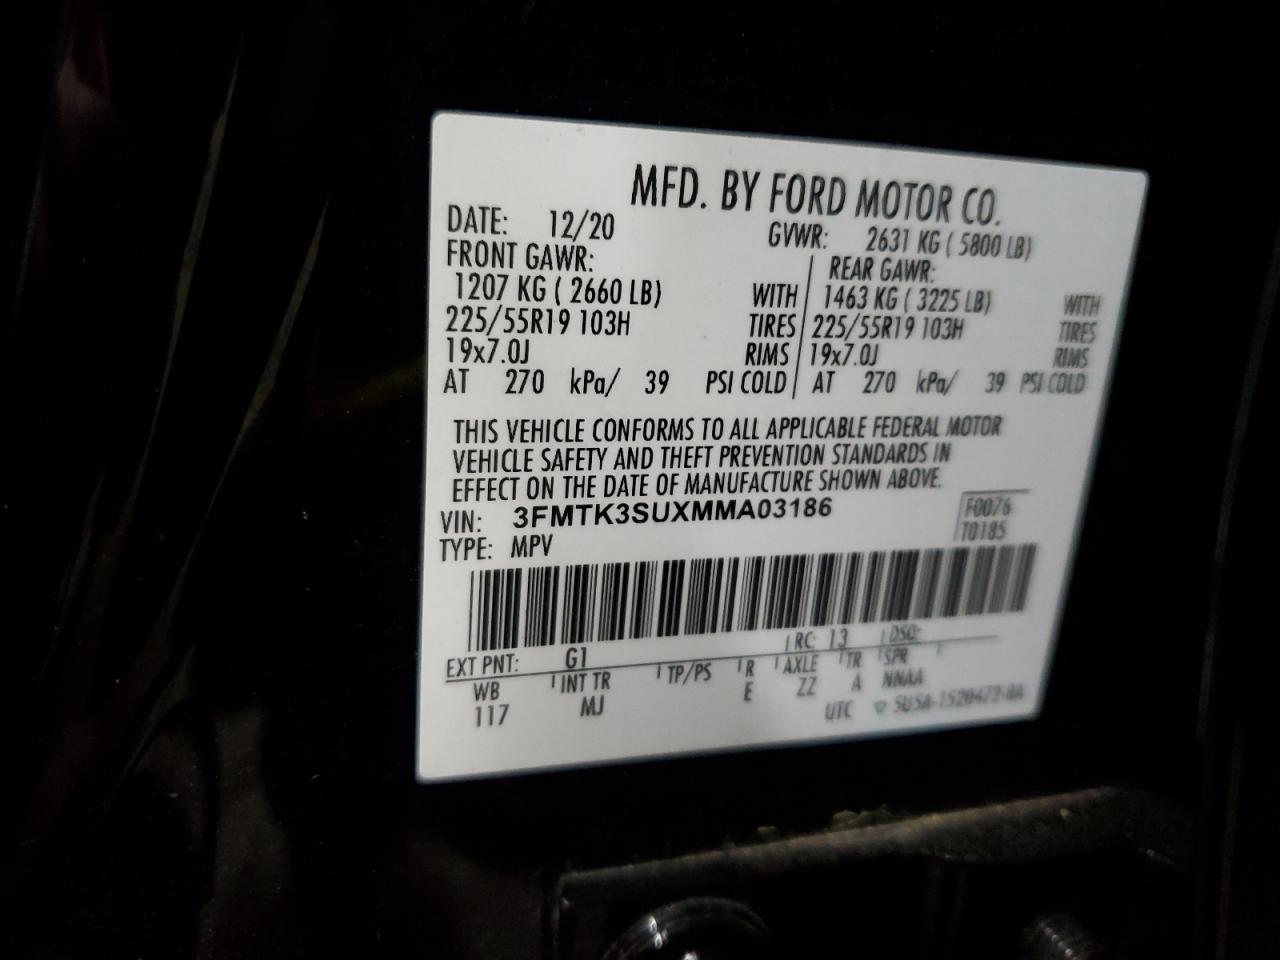 MFD. BY FORD MOTOR CO.
DATE: 12/20 GVWR: 2631 KG ( 5800 LB)
FRONT GAWR: REAR GAWR:
1207 KG ( 2660 LB) WITH 1463 KG ( 3225 LB) WITH
225/55R19 103H TIRES 225/55R19 103H TIRES
19x7.0J RIMS 19x7.0J RIMS
AT 270 kPa/ 39 PSI COLD AT 270 kPa/ 39 PSI COLD
THIS VEHICLE CONFORMS TO ALL APPLICABLE FEDERAL MOTOR
VEHICLE SAFETY AND THEFT PREVENTION STANDARDS IN
EFFECT ON THE DATE OF MANUFACTURE SHOWN ABOVE.
VIN: 3FMTK3SUXMMA03186 F0076
TYPE: MPV T0185
EXT PNT: G1 RC: 13 DSO:
WB INT TR TP/PS R AXLE TR SPR
117 MJ E ZZ A NNAA
UTC 5U5A-1520472-BA